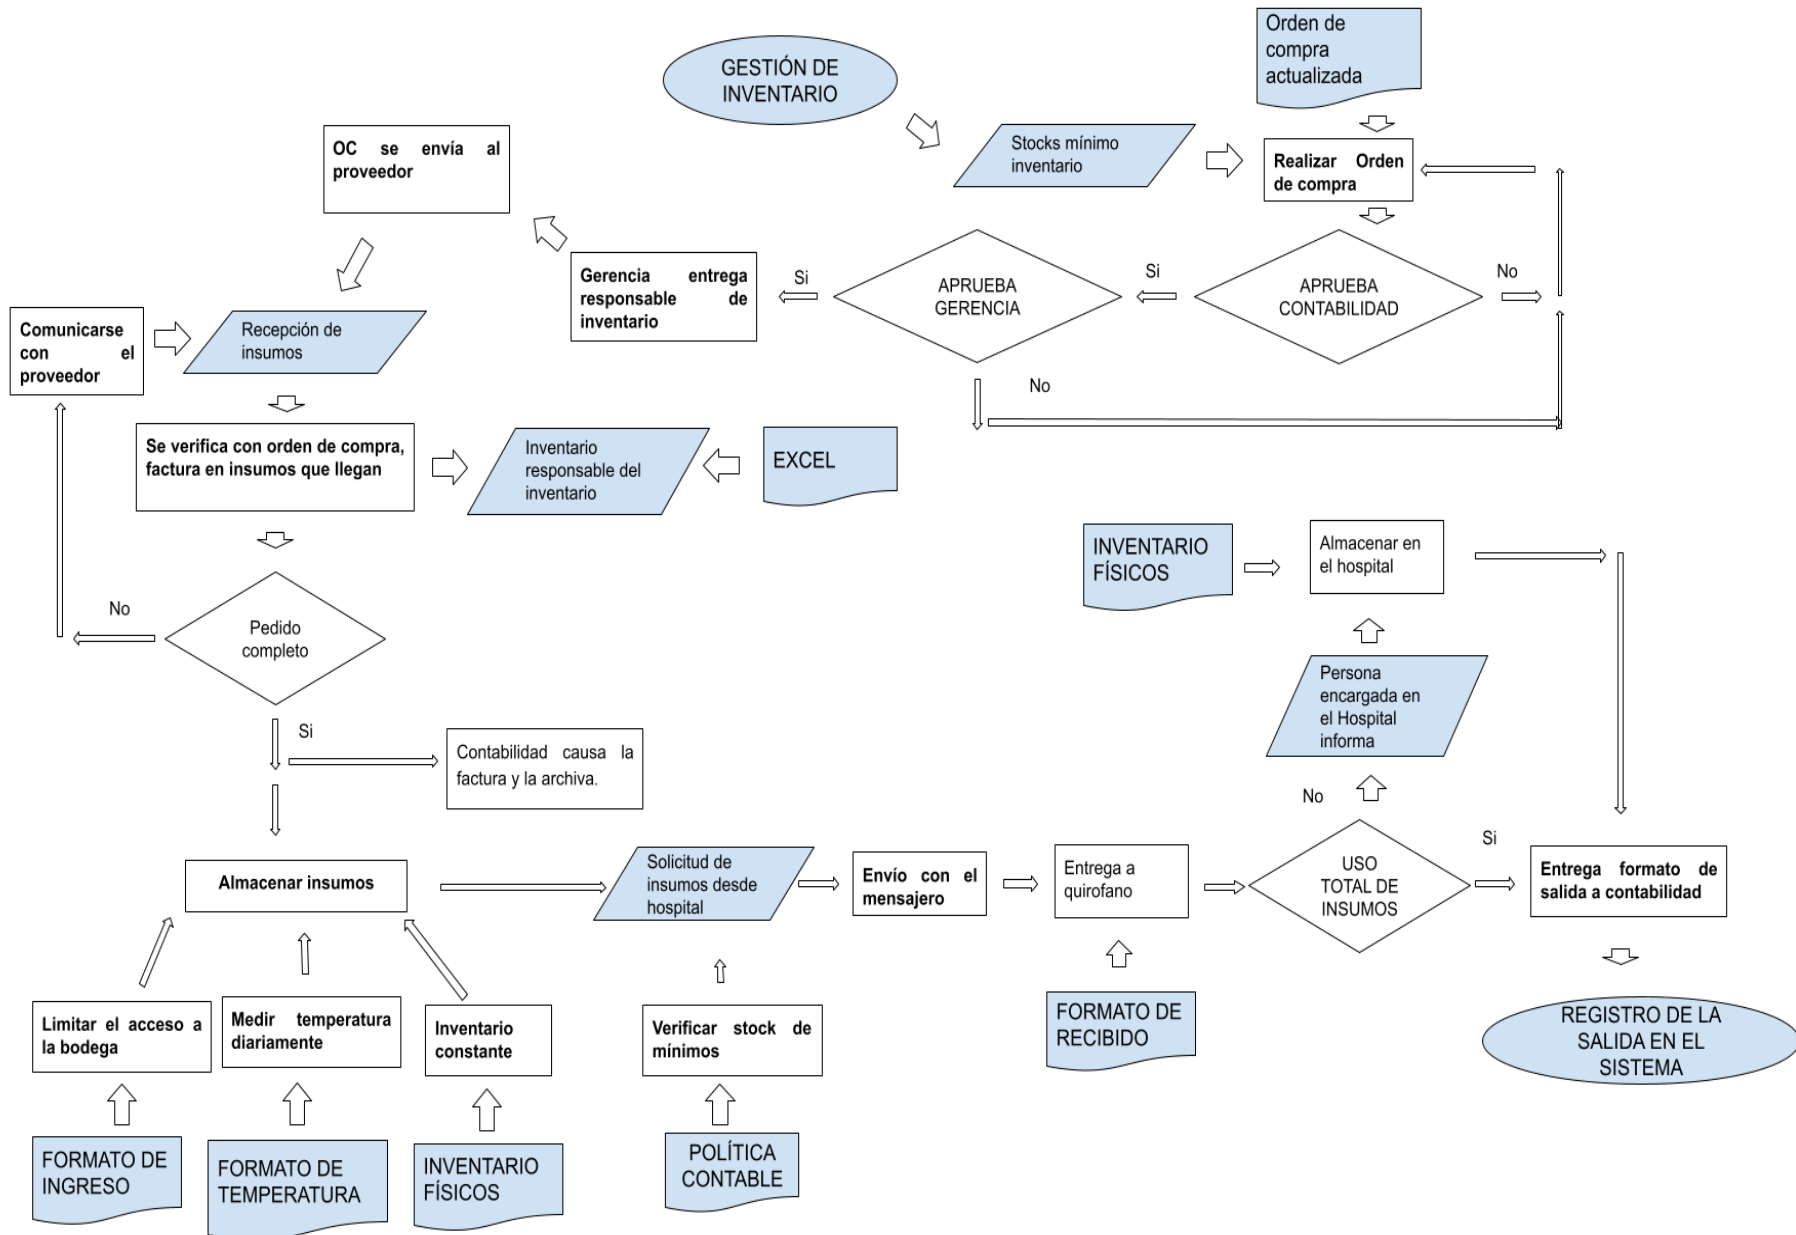 GESTIÓN DE
INVENTARIO
Orden de
compra
actualizada
OC se envía al
proveedor
Stocks mínimo
inventario
Realizar Orden
de compra
Gerencia entrega
responsable de
inventario
Si
APRUEBA
GERENCIA
Si
APRUEBA
CONTABILIDAD
No
No
Comunicarse
con el
proveedor
Recepción de
insumos
Se verifica con orden de compra,
factura en insumos que llegan
Inventario
responsable del
inventario
EXCEL
No
Pedido
completo
Si
Contabilidad causa la
factura y la archiva.
INVENTARIO
FÍSICOS
Almacenar en
el hospital
Persona
encargada en
el Hospital
informa
No
Almacenar insumos
Solicitud de
insumos desde
hospital
Envío con el
mensajero
Entrega a
quirofano
USO
TOTAL DE
INSUMOS
Si
Entrega formato de
salida a contabilidad
Limitar el acceso a
la bodega
Medir temperatura
diariamente
Inventario
constante
Verificar stock de
mínimos
FORMATO DE
RECIBIDO
REGISTRO DE LA
SALIDA EN EL
SISTEMA
FORMATO DE
INGRESO
FORMATO DE
TEMPERATURA
INVENTARIO
FÍSICOS
POLÍTICA
CONTABLE